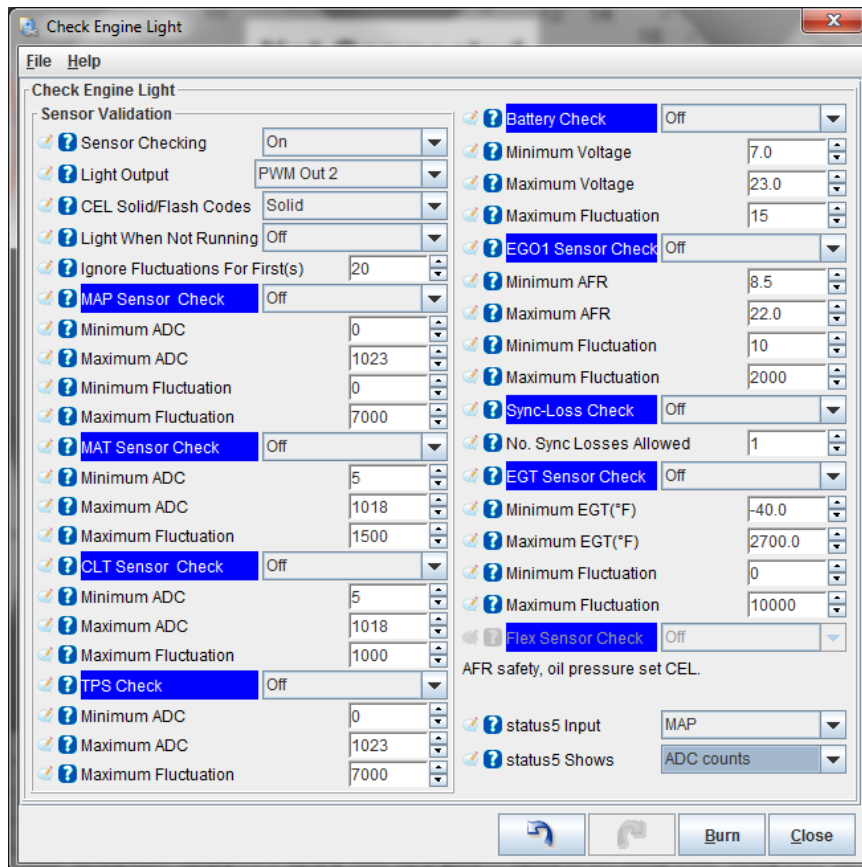 Check Engine Light
File Help
Check Engine Light
Sensor Validation
Sensor Checking On
Light Output PWM Out 2
CEL Solid/Flash Codes Solid
Light When Not Running Off
Ignore Fluctuations For First(s) 20
MAP Sensor Check Off
Minimum ADC 0
Maximum ADC 1023
Minimum Fluctuation 0
Maximum Fluctuation 7000
MAT Sensor Check Off
Minimum ADC 5
Maximum ADC 1018
Maximum Fluctuation 1500
CLT Sensor Check Off
Minimum ADC 5
Maximum ADC 1018
Maximum Fluctuation 1000
TPS Check Off
Minimum ADC 0
Maximum ADC 1023
Maximum Fluctuation 7000
Battery Check Off
Minimum Voltage 7.0
Maximum Voltage 23.0
Maximum Fluctuation 15
EGO1 Sensor Check Off
Minimum AFR 8.5
Maximum AFR 22.0
Minimum Fluctuation 10
Maximum Fluctuation 2000
Sync-Loss Check Off
No. Sync Losses Allowed 1
EGT Sensor Check Off
Minimum EGT(°F) -40.0
Maximum EGT(°F) 2700.0
Minimum Fluctuation 0
Maximum Fluctuation 10000
Flex Sensor Check Off
AFR safety, oil pressure set CEL.
status5 Input MAP
status5 Shows ADC counts
Burn Close